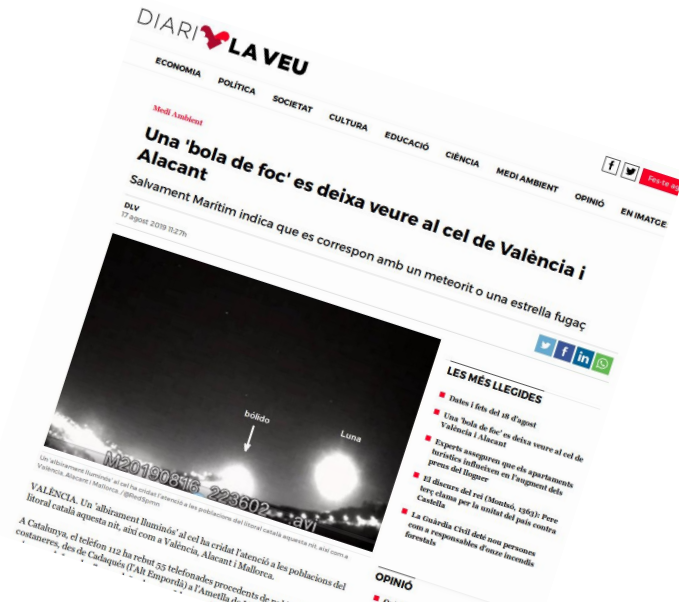 DIARI LA VEU
ECONOMIA POLÍTICA SOCIETAT CULTURA EDUCACIÓ CIÈNCIA MEDI AMBIENT OPINIÓ EN IMATGE
Fes-te
Medi Ambient
Una 'bola de foc' es deixa veure al cel de València i
Alacant
Salvament Marítim indica que es correspon amb un meteorit o una estrella fugaç
DLV
17 agost 2019 11:27h
bólido
Luna
M20190816_223602_ .avi
Un 'albirament lluminós' al cel ha cridat l'atenció a les poblacions del litoral català aquesta nit, així com a
València, Alacant i Mallorca. /@RedSpmn
VALÈNCIA. Un 'albirament lluminós' al cel ha cridat l'atenció a les poblacions del
litoral català aquesta nit, així com a València, Alacant i Mallorca.
A Catalunya, el telèfon 112 ha rebut 55 telefonades procedents de
costaneres, des de Cadaqués (l'Alt Empordà) a l'Ametlla de
LES MÉS LLEGIDES
Dates i fets del 18 d'agost
Una 'bola de foc' es deixa veure al cel de
València i Alacant
Experts asseguren que els apartaments
turístics influeixen en l'augment dels
preus del lloguer
El discurs del rei (Montsó, 1363): Pere
terç clama per la unitat del país contra
Castella
La Guàrdia Civil deté nou persones
com a responsables d'onze incendis
forestals
OPINIÓ